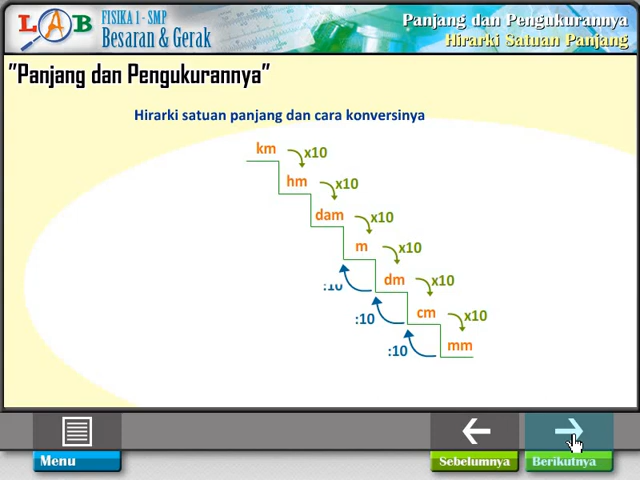 LAB
FISIKA 1 - SMP
Besaran & Gerak
Panjang dan Pengukurannya
Hirarki Satuan Panjang
"Panjang dan Pengukurannya"
Hirarki satuan panjang dan cara konversinya
km
x10
hm
x10
dam
x10
m
x10
dm
x10
:10
cm
x10
:10
mm
:10
Menu
Sebelumnya
Berikutnya